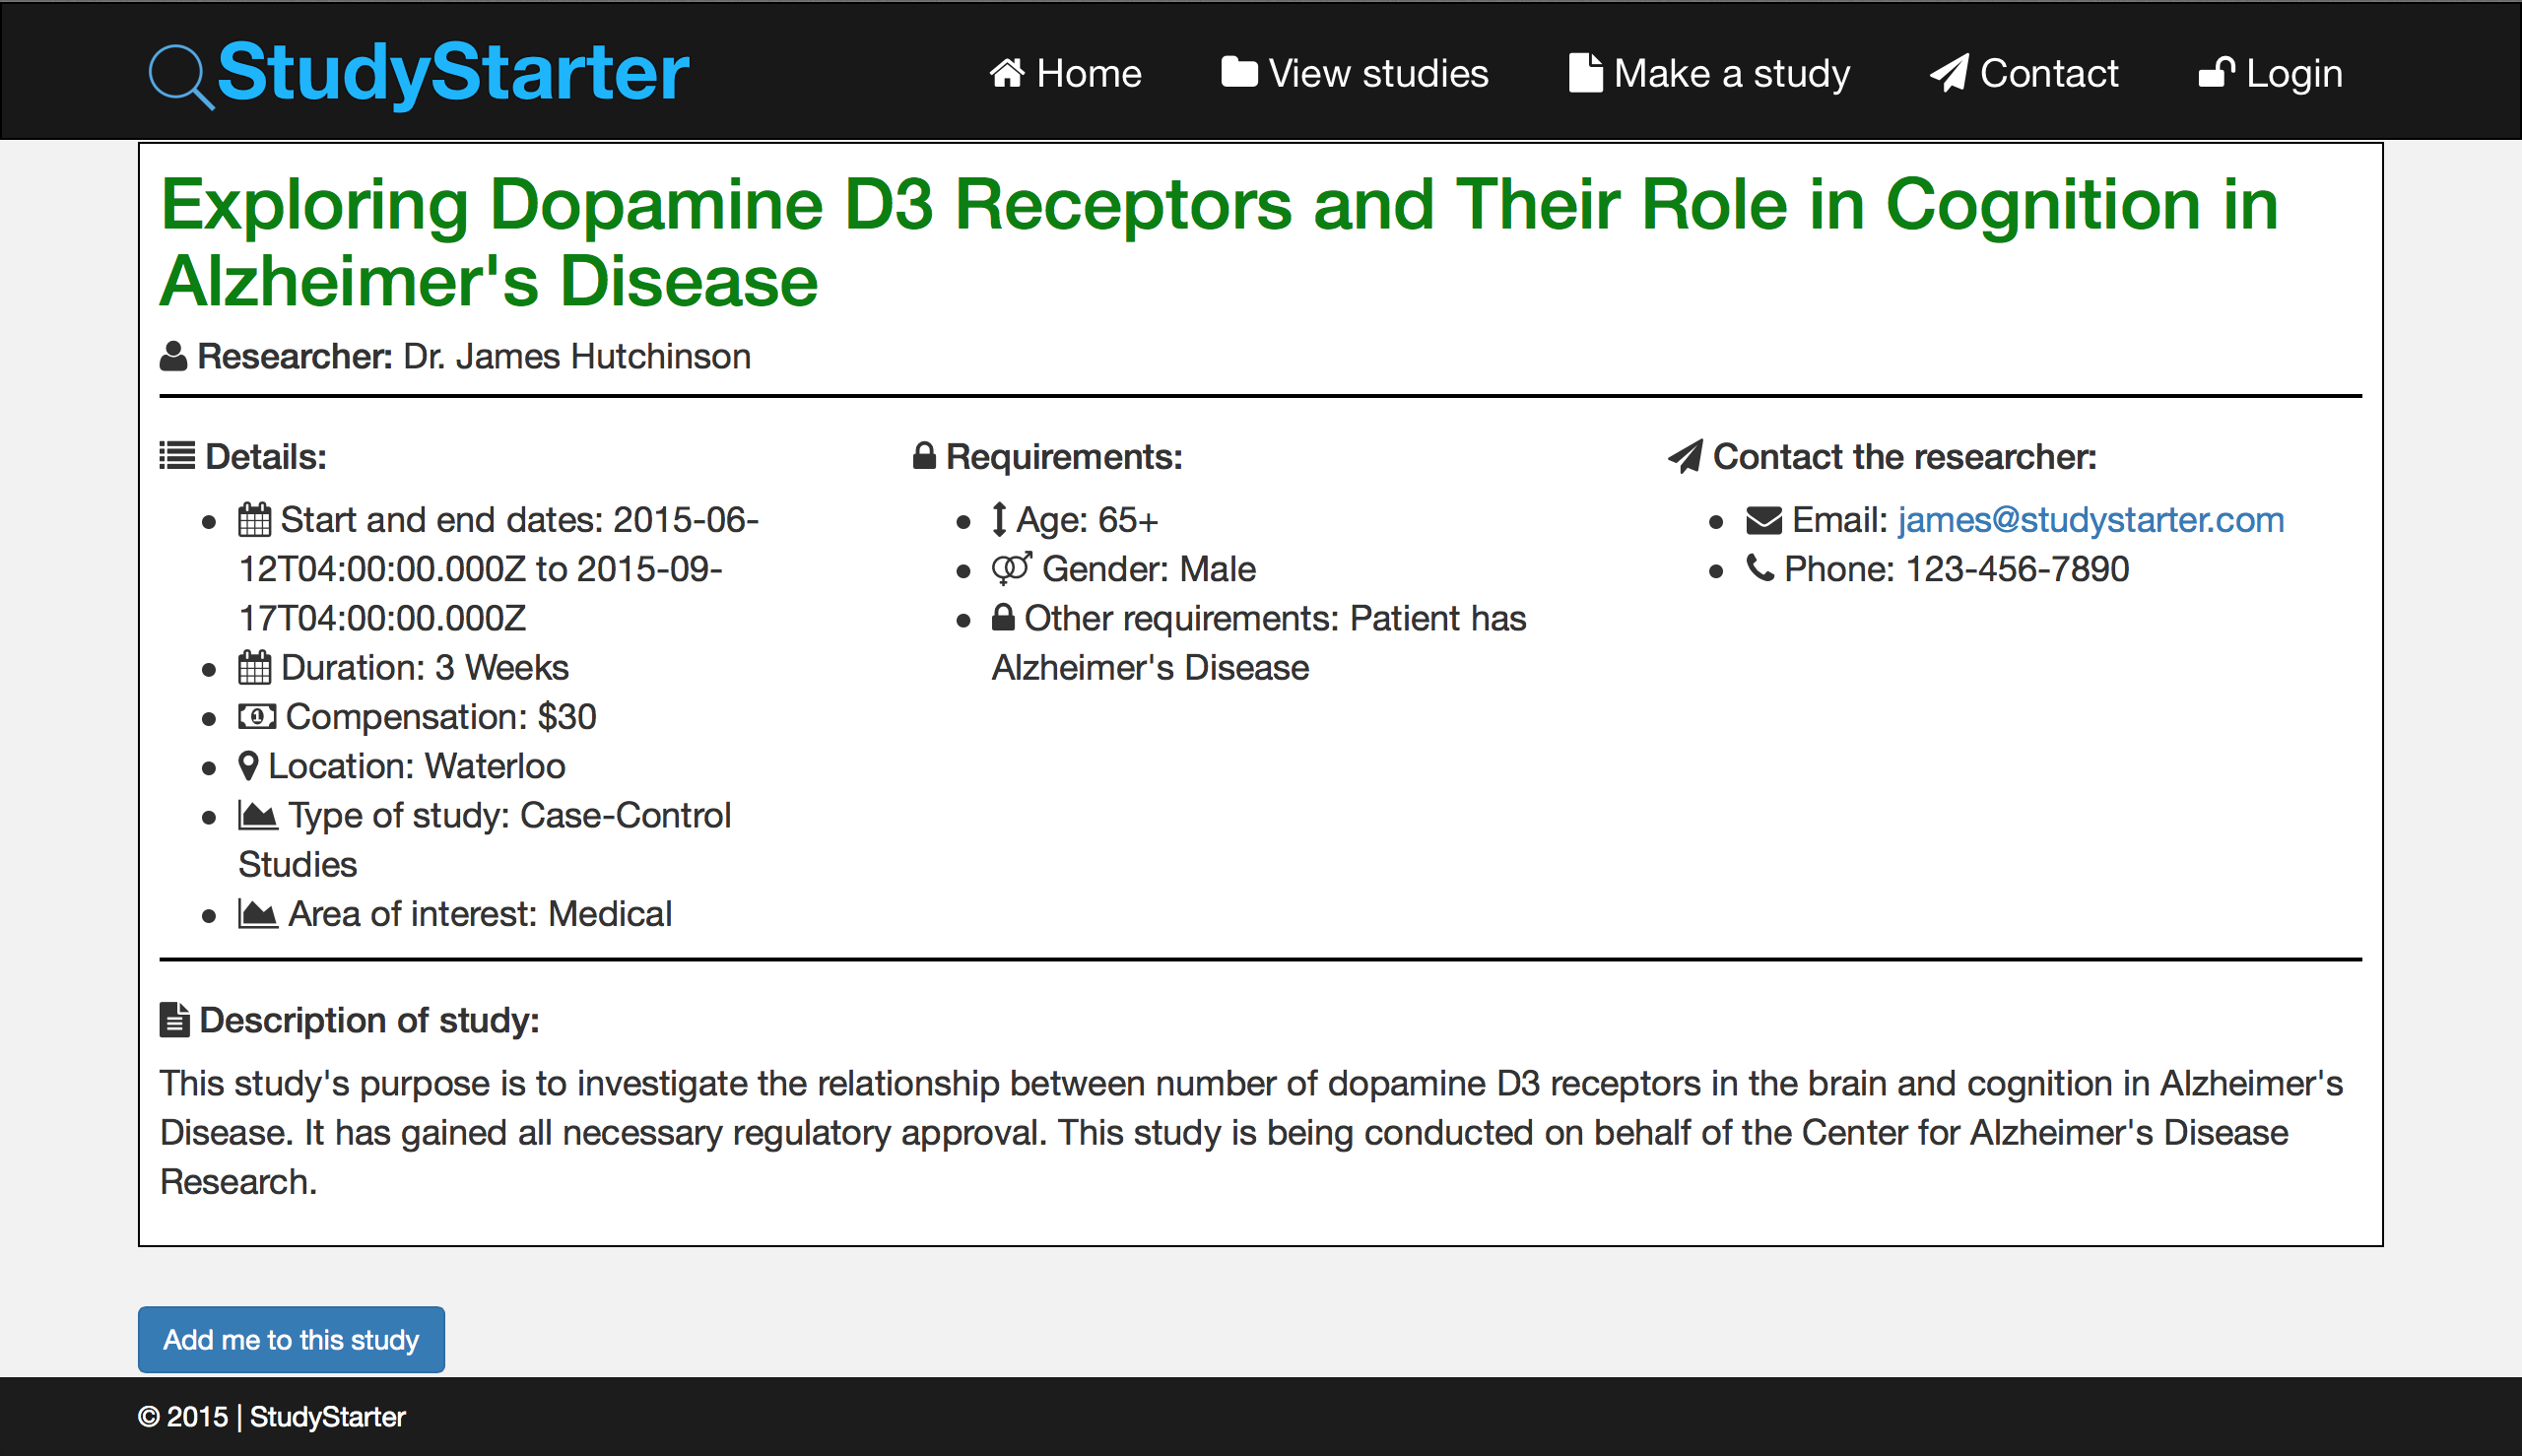 StudyStarter
Home
View studies
Make a study
Contact
Login
Exploring Dopamine D3 Receptors and Their Role in Cognition in
Alzheimer's Disease
Researcher: Dr. James Hutchinson
Details:
Start and end dates: 2015-06-
12T04:00:00.000Z to 2015-09-
17T04:00:00.000Z
Duration: 3 Weeks
Compensation: $30
Location: Waterloo
Type of study: Case-Control
Studies
Area of interest: Medical
Requirements:
Age: 65+
Gender: Male
Other requirements: Patient has
Alzheimer's Disease
Contact the researcher:
Email: james@studystarter.com
Phone: 123-456-7890
Description of study:
This study's purpose is to investigate the relationship between number of dopamine D3 receptors in the brain and cognition in Alzheimer's
Disease. It has gained all necessary regulatory approval. This study is being conducted on behalf of the Center for Alzheimer's Disease
Research.
Add me to this study
© 2015 | StudyStarter